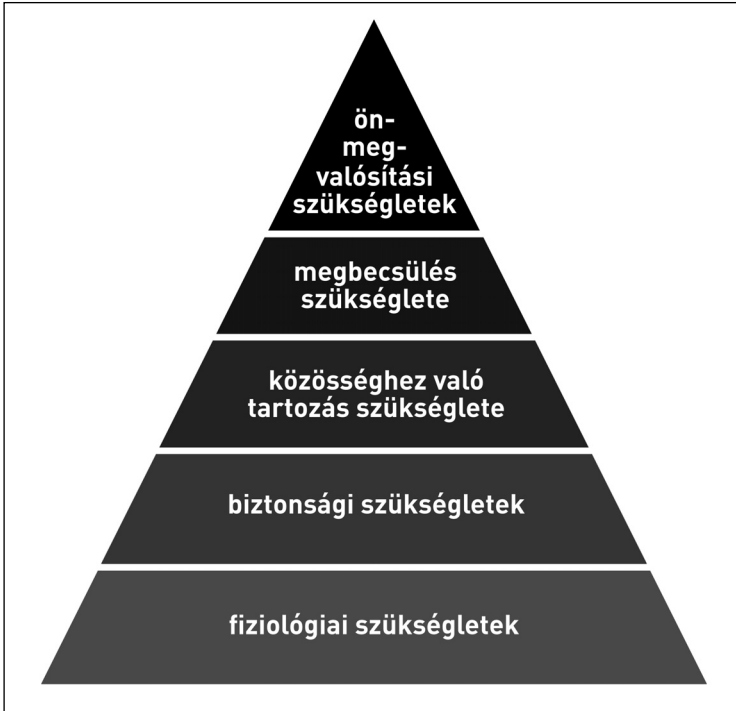 ön-
meg-
valósítási
szükségletek
megbecsülés
szükséglete
közösséghez való
tartozás szükséglete
biztonsági szükségletek
fiziológiai szükségletek